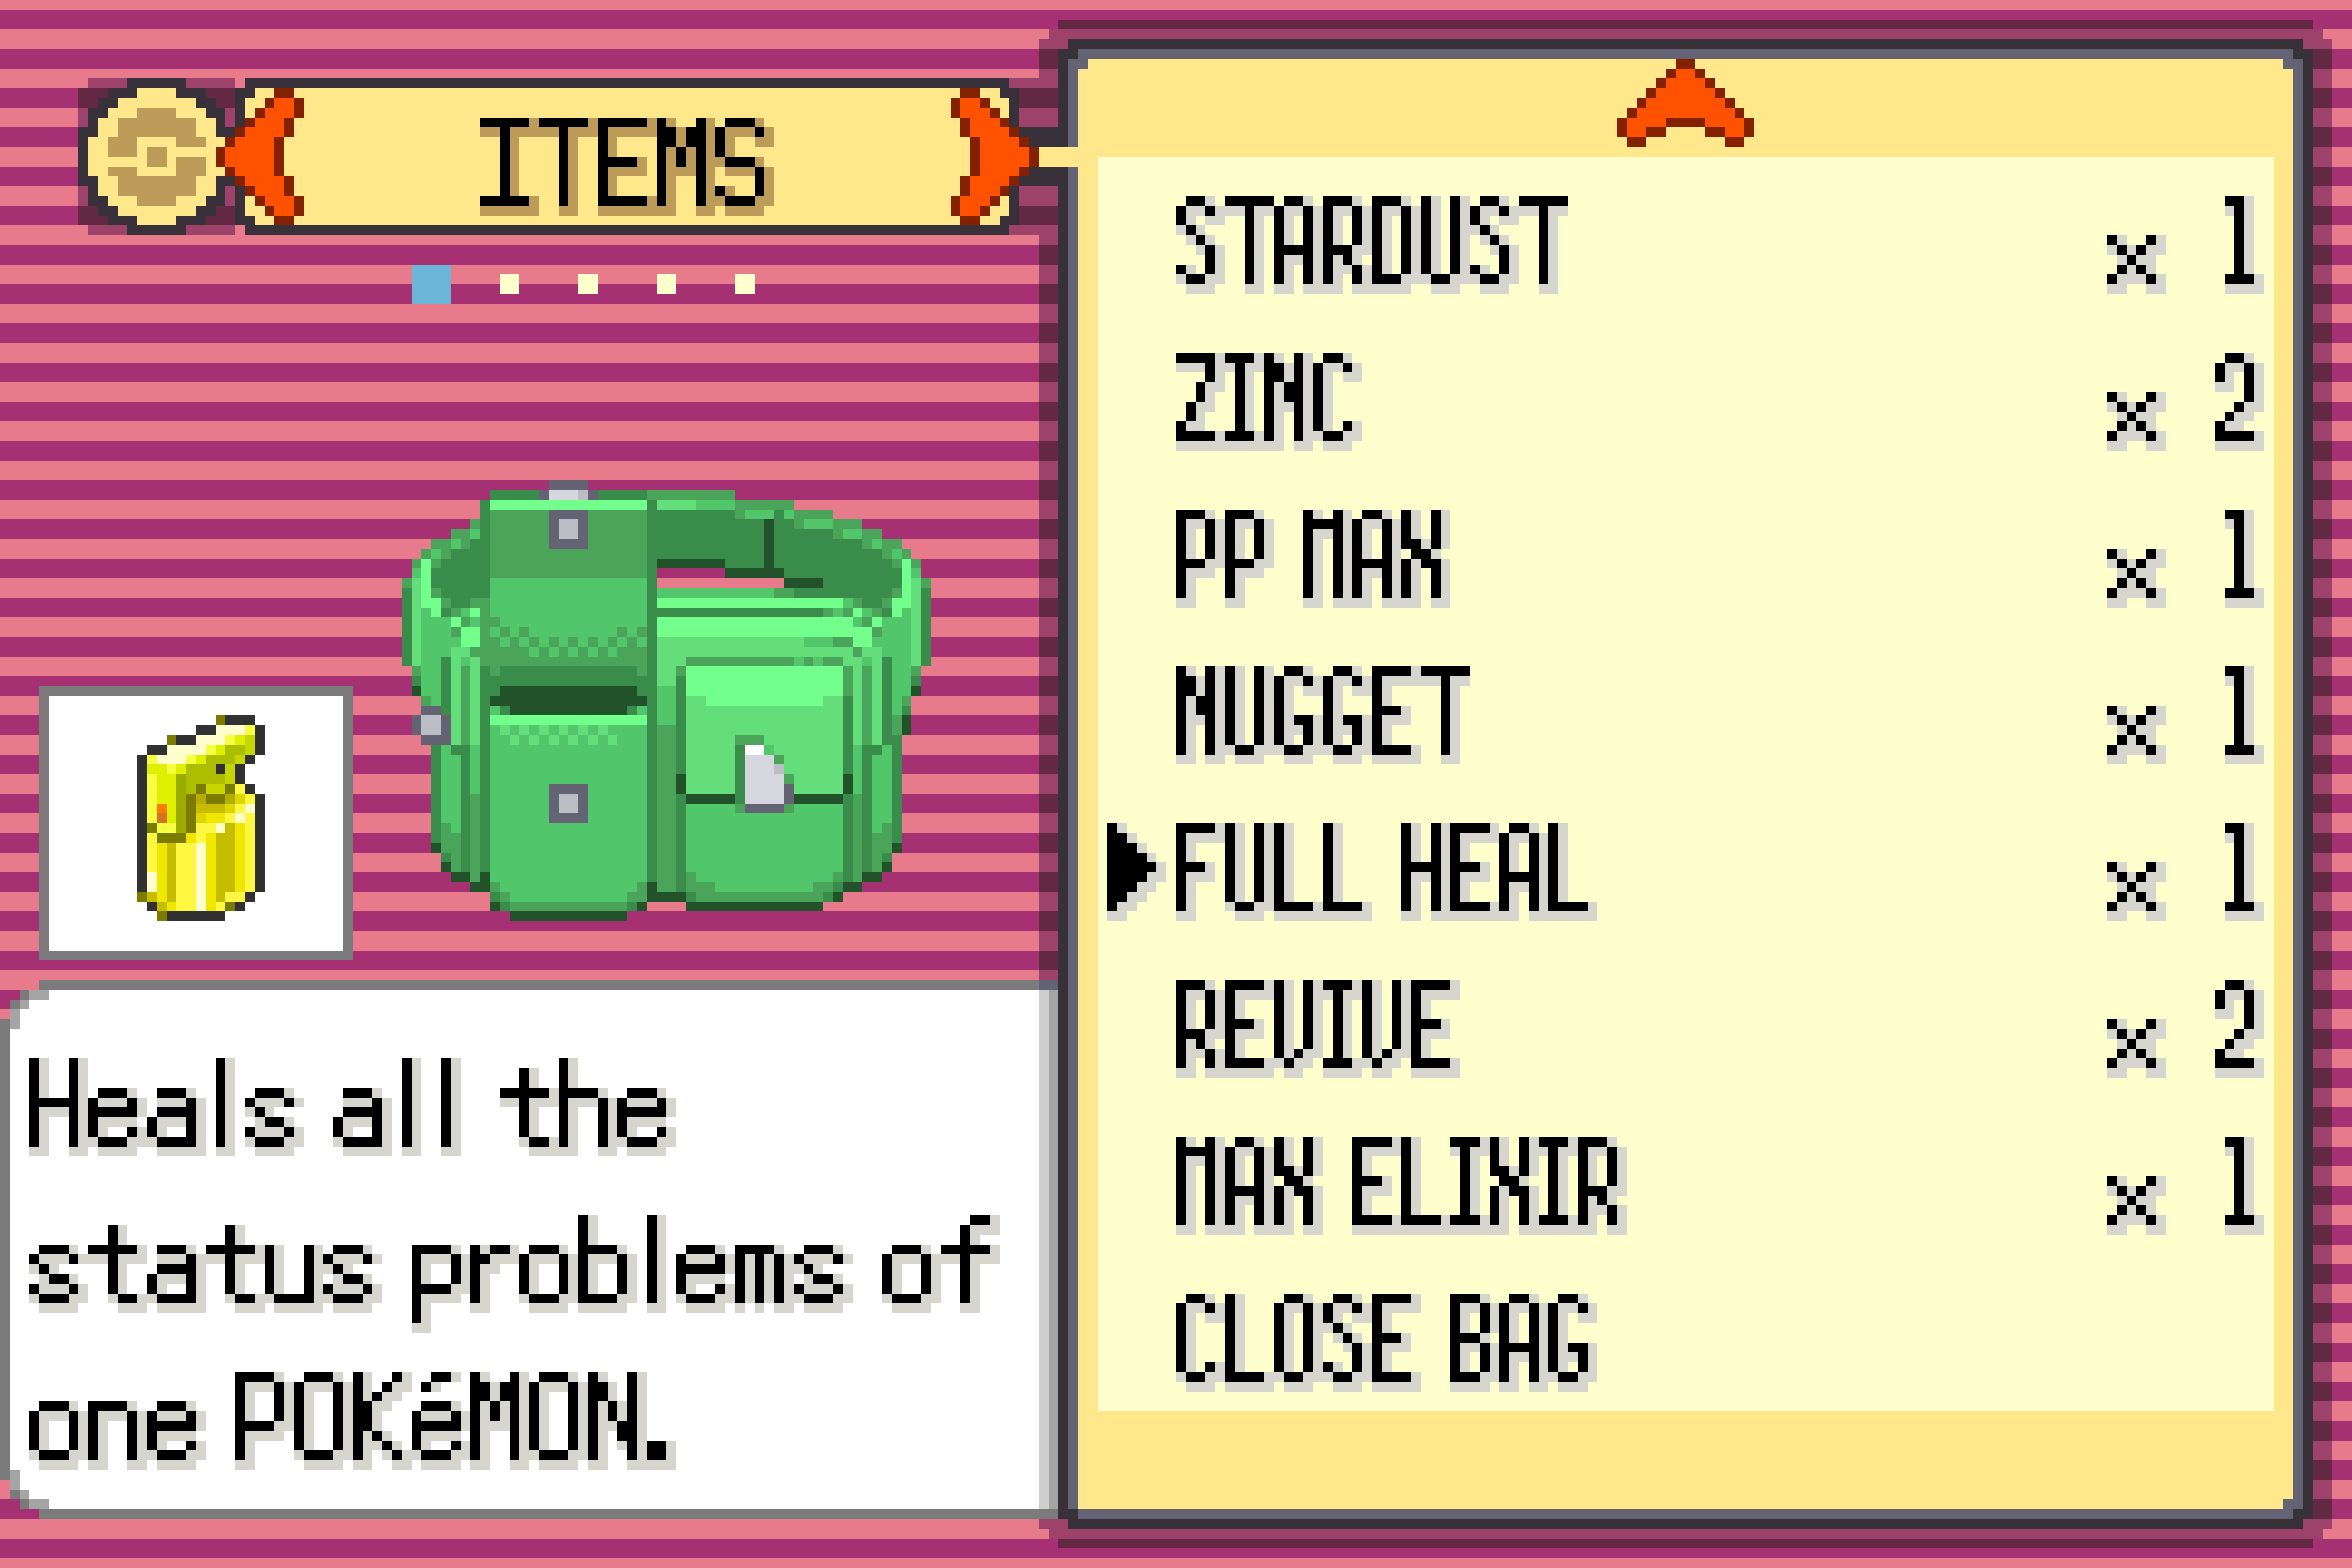 ITEMS
STARDUST × 1
ZINC × 2
PP MAX × 1
NUGGET × 1
FULL HEAL × 1
REVIVE × 2
MAX ELIXIR × 1
CLOSE BAG
Heals all the
status problems of
one POKéMON.